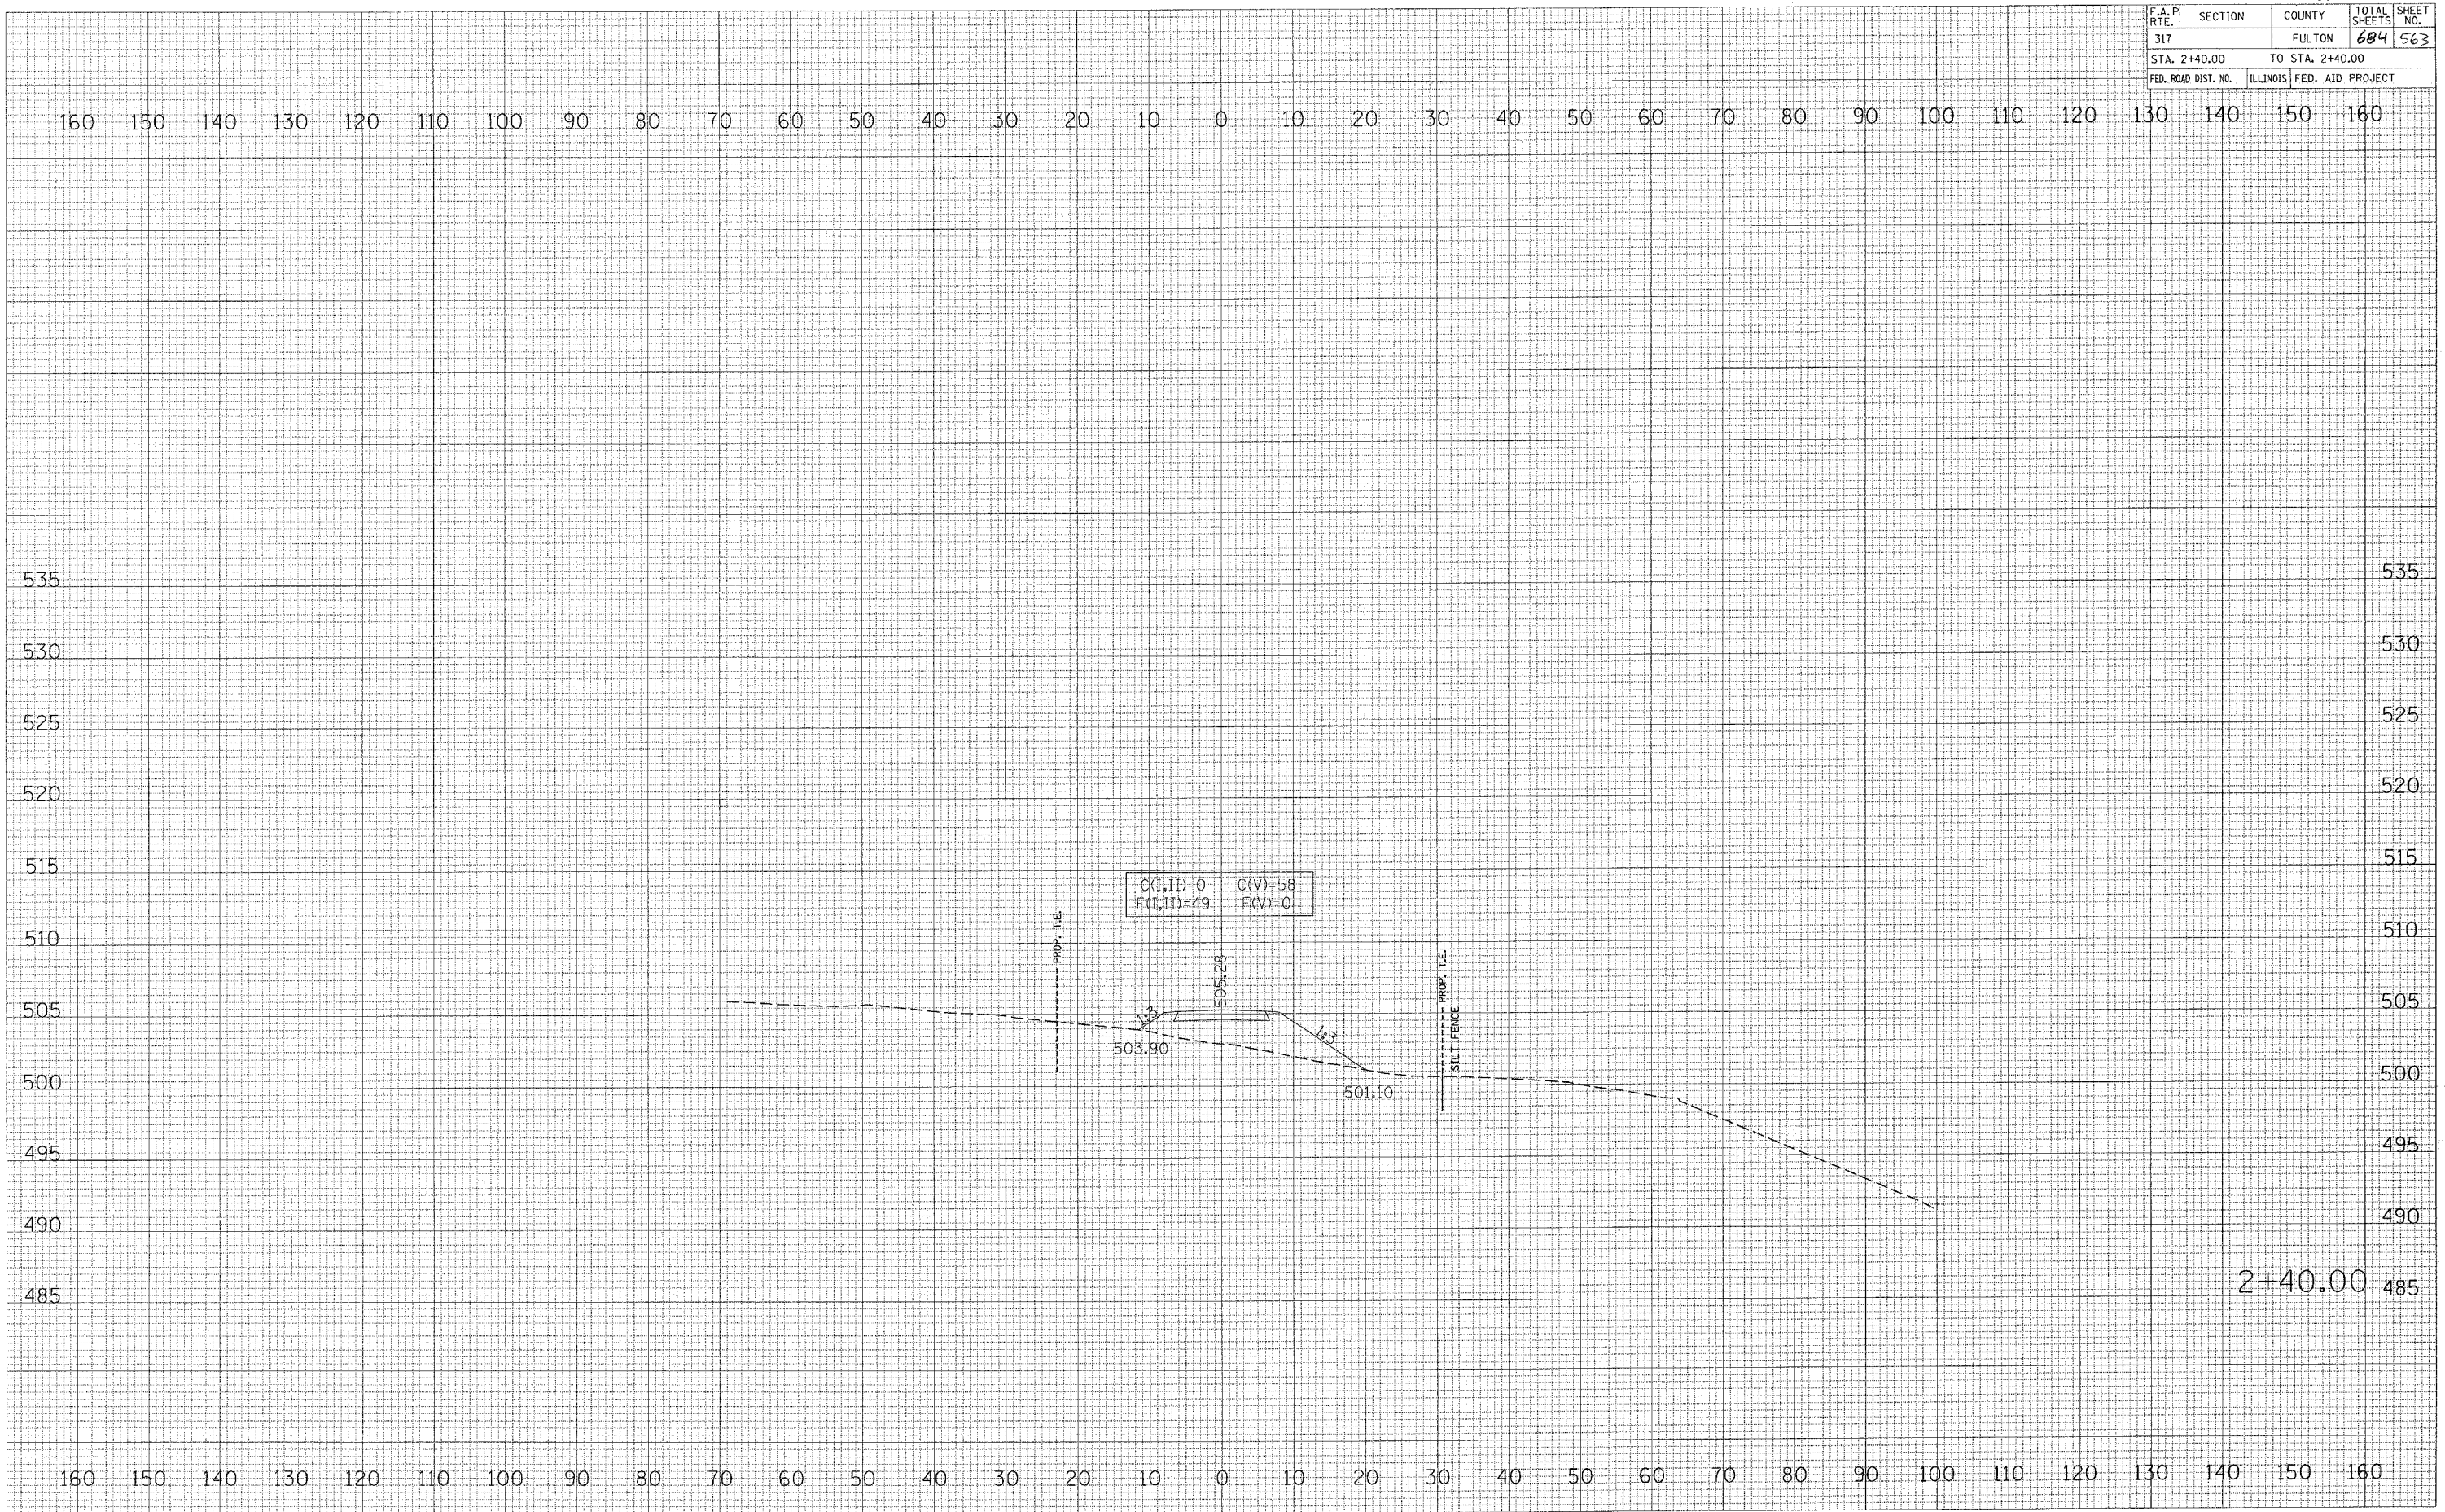 F.A.P. RTE. SECTION COUNTY TOTAL SHEETS SHEET NO.
317 FULTON 684 563
STA. 2+40.00 TO STA. 2+40.00
FED. ROAD DIST. NO. ILLINOIS FED. AID PROJECT
160 150 140 130 120 110 100 90 80 70 60 50 40 30 20 10 0 10 20 30 40 50 60 70 80 90 100 110 120 130 140 150 160
535 535
530 530
525 525
520 520
515 515
C(I,II)=0 C(V)=58
F(I,II)=49 F(V)=0
510 510
PROP. T.E.
505.28
PROP. T.E.
SILT FENCE
505 505
1:3
1:3
503.90
501.10
500 500
495 495
490 490
2+40.00
485 485
160 150 140 130 120 110 100 90 80 70 60 50 40 30 20 10 0 10 20 30 40 50 60 70 80 90 100 110 120 130 140 150 160